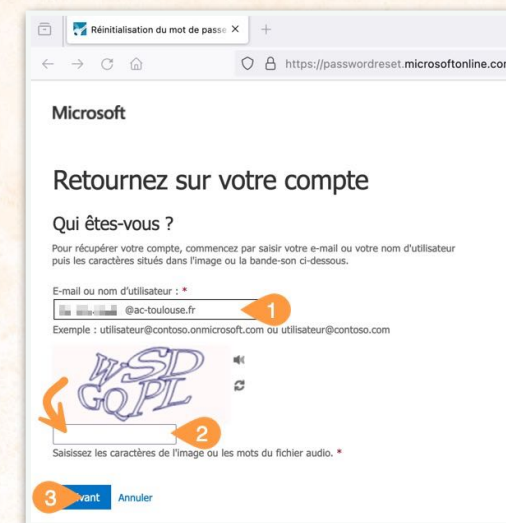 Réinitialisation du mot de passe
https://passwordreset.microsoftonline.com
Microsoft
Retournez sur votre compte
Qui êtes-vous ?
Pour récupérer votre compte, commencez par saisir votre e-mail ou votre nom d'utilisateur
puis les caractères situés dans l'image ou la bande-son ci-dessous.
E-mail ou nom d'utilisateur : *
@ac-toulouse.fr
1
Exemple : utilisateur@contoso.onmicrosoft.com ou utilisateur@contoso.com
WSD
GQPL
2
Saisissez les caractères de l'image ou les mots du fichier audio. *
3
vant Annuler